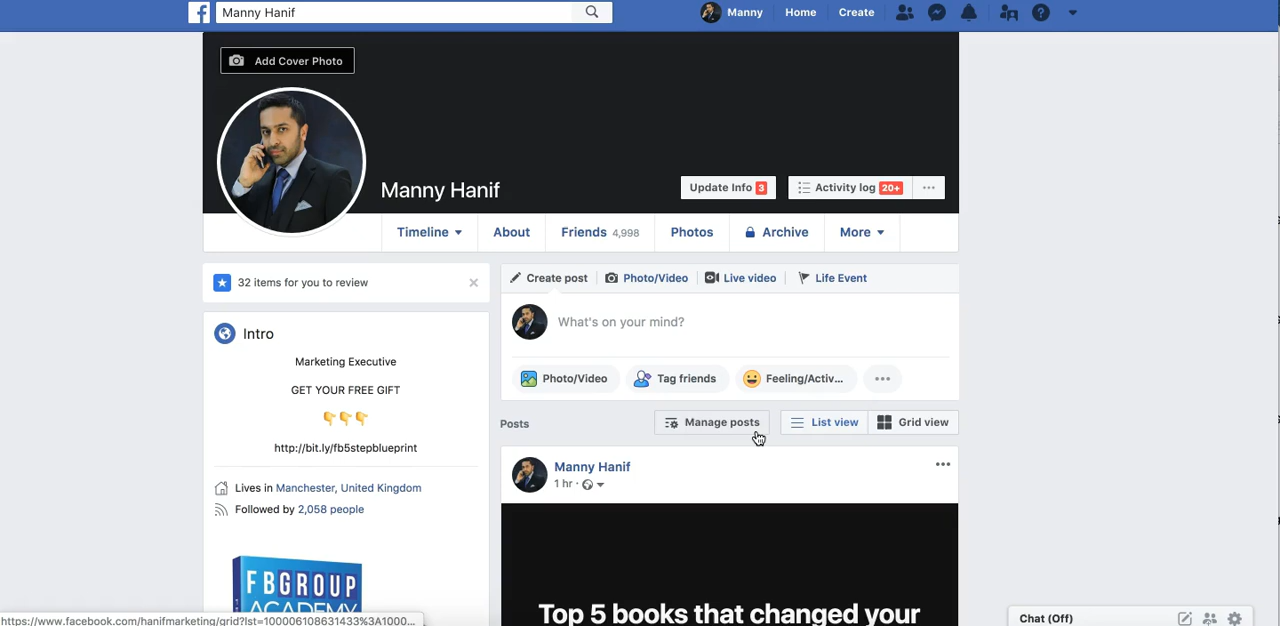 Manny Hanif
Manny Home Create
Add Cover Photo
Manny Hanif
Update Info 3 Activity log 20+
Timeline About Friends 4,998 Photos Archive More
32 items for you to review
Intro
Marketing Executive
GET YOUR FREE GIFT
👇👇👇
http://bit.ly/fb5stepblueprint
Lives in Manchester, United Kingdom
Followed by 2,058 people
FBGROUP
ACADEMY
Create post Photo/Video Live video Life Event
What's on your mind?
Photo/Video Tag friends Feeling/Activ...
Posts Manage posts List view Grid view
Manny Hanif
1 hr ·
Top 5 books that changed your
https://www.facebook.com/hanifmarketing/grid?lst=100006108631433%3A1000...
Chat (Off)